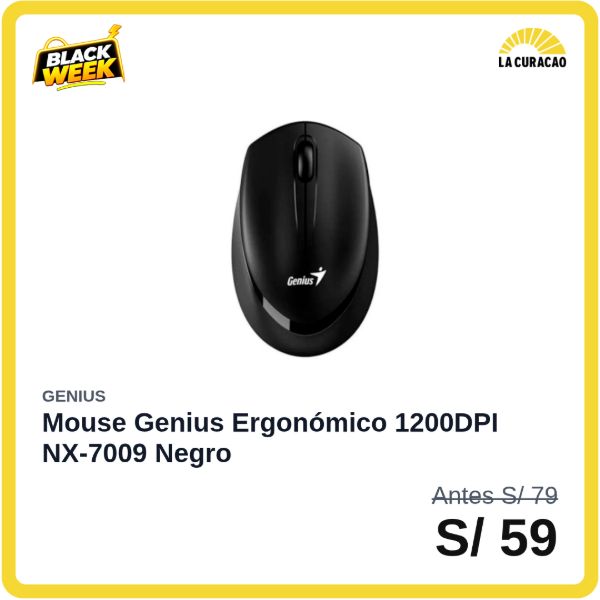 BLACK
WEEK
LA CURACAO
Genius
GENIUS
Mouse Genius Ergonómico 1200DPI
NX-7009 Negro
Antes S/ 79
S/ 59